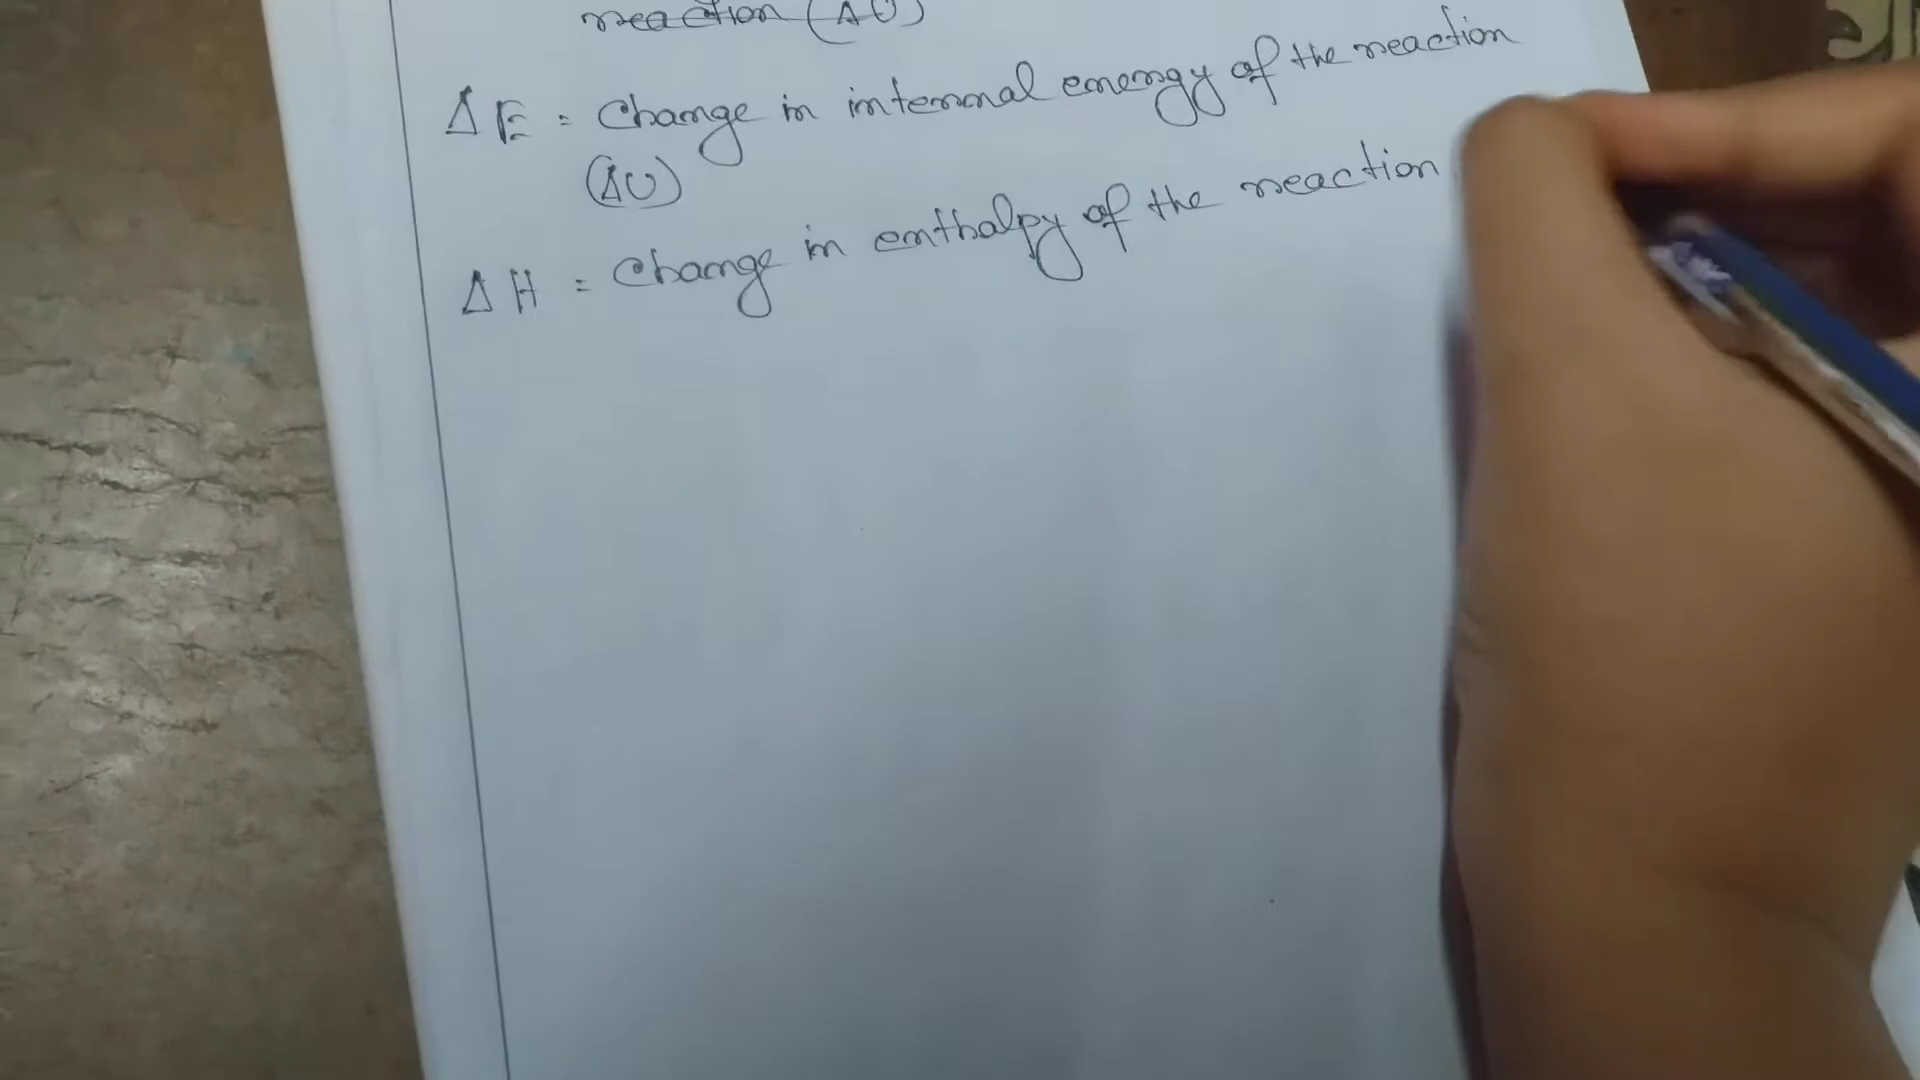 reaction (ΔU)
ΔE = Change in internal energy of the reaction
(ΔU)
ΔH = Change in enthalpy of the reaction